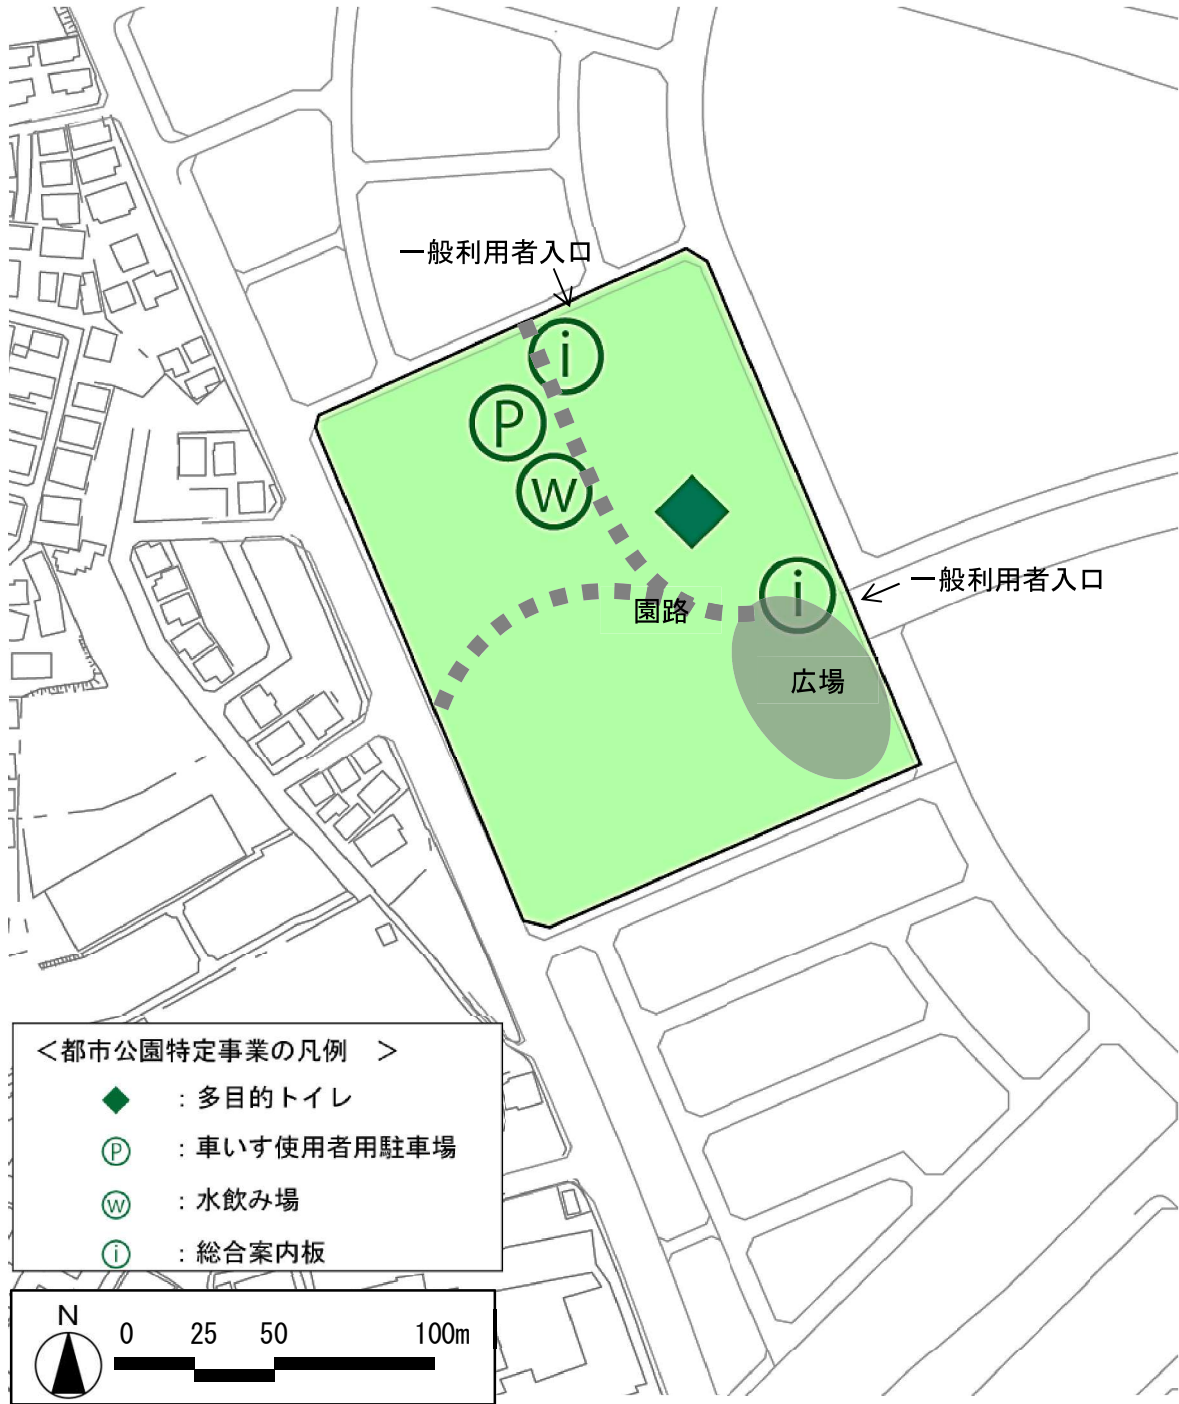 一般利用者入口
i
P
W
i
一般利用者入口
園路
広場
＜都市公園特定事業の凡例　＞
：多目的トイレ
P ：車いす使用者用駐車場
W ：水飲み場
i ：総合案内板
N
0 25 50 100m